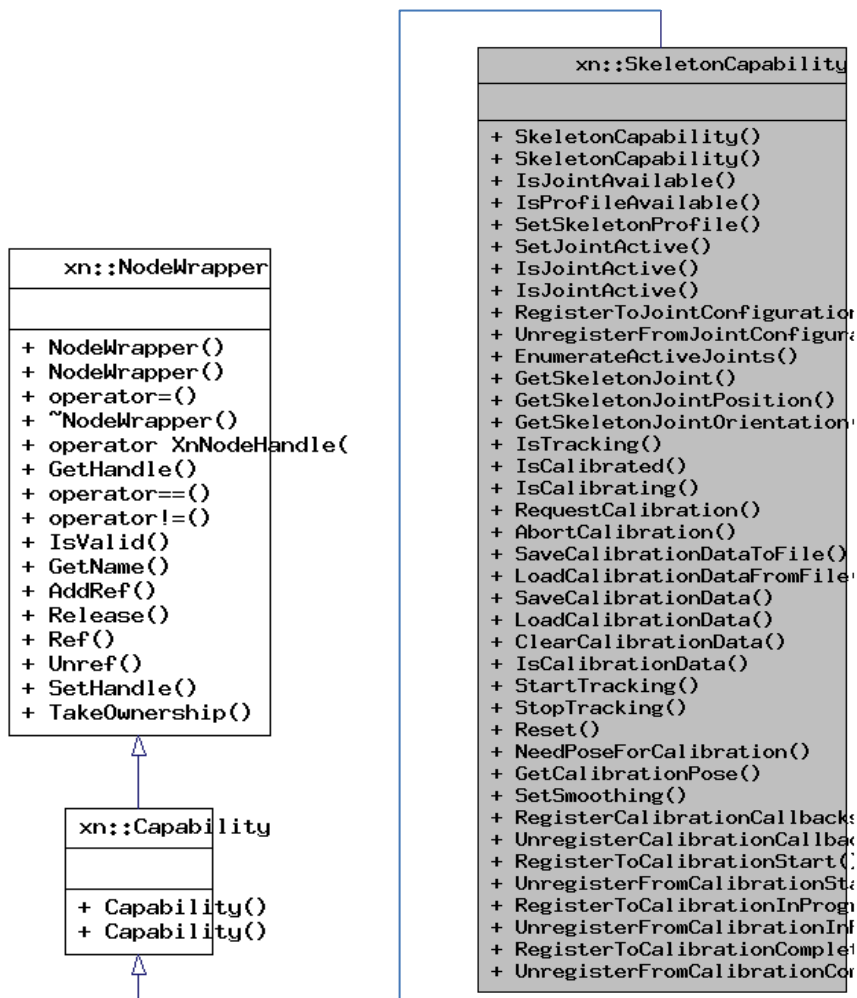 xn::NodeWrapper
+ NodeWrapper()
+ NodeWrapper()
+ operator=()
+ ~NodeWrapper()
+ operator XnNodeHandle(
+ GetHandle()
+ operator==()
+ operator!=()
+ IsValid()
+ GetName()
+ AddRef()
+ Release()
+ Ref()
+ Unref()
+ SetHandle()
+ TakeOwnership()
xn::Capability
+ Capability()
+ Capability()
xn::SkeletonCapability
+ SkeletonCapability()
+ SkeletonCapability()
+ IsJointAvailable()
+ IsProfileAvailable()
+ SetSkeletonProfile()
+ SetJointActive()
+ IsJointActive()
+ IsJointActive()
+ RegisterToJointConfiguration
+ UnregisterFromJointConfigura
+ EnumerateActiveJoints()
+ GetSkeletonJoint()
+ GetSkeletonJointPosition()
+ GetSkeletonJointOrientation(
+ IsTracking()
+ IsCalibrated()
+ IsCalibrating()
+ RequestCalibration()
+ AbortCalibration()
+ SaveCalibrationDataToFile()
+ LoadCalibrationDataFromFile(
+ SaveCalibrationData()
+ LoadCalibrationData()
+ ClearCalibrationData()
+ IsCalibrationData()
+ StartTracking()
+ StopTracking()
+ Reset()
+ NeedPoseForCalibration()
+ GetCalibrationPose()
+ SetSmoothing()
+ RegisterCalibrationCallbacks
+ UnregisterCalibrationCallbac
+ RegisterToCalibrationStart()
+ UnregisterFromCalibrationSta
+ RegisterToCalibrationInProgr
+ UnregisterFromCalibrationInP
+ RegisterToCalibrationComplet
+ UnregisterFromCalibrationCom